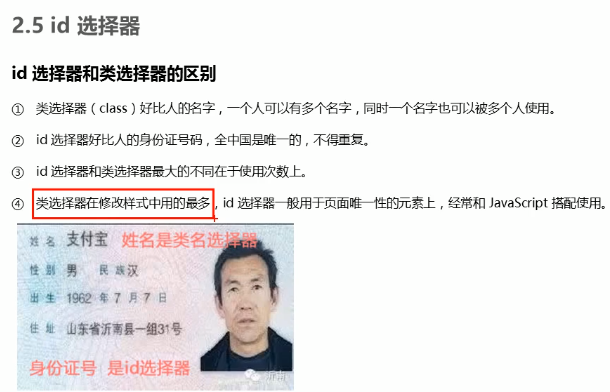 2.5 id 选择器
id 选择器和类选择器的区别
① 类选择器（class）好比人的名字，一个人可以有多个名字，同时一个名字也可以被多个人使用。
② id 选择器好比人的身份证号码，全中国是唯一的，不得重复。
③ id 选择器和类选择器最大的不同在于使用次数上。
④ 类选择器在修改样式中用的最多，id 选择器一般用于页面唯一性的元素上，经常和 JavaScript 搭配使用。
姓名 支付宝 姓名是类名选择器
性别 男 民族汉
出生 1962 年 7 月 7 日
住址 山东省沂南县一组31号
身份证号 是id选择器